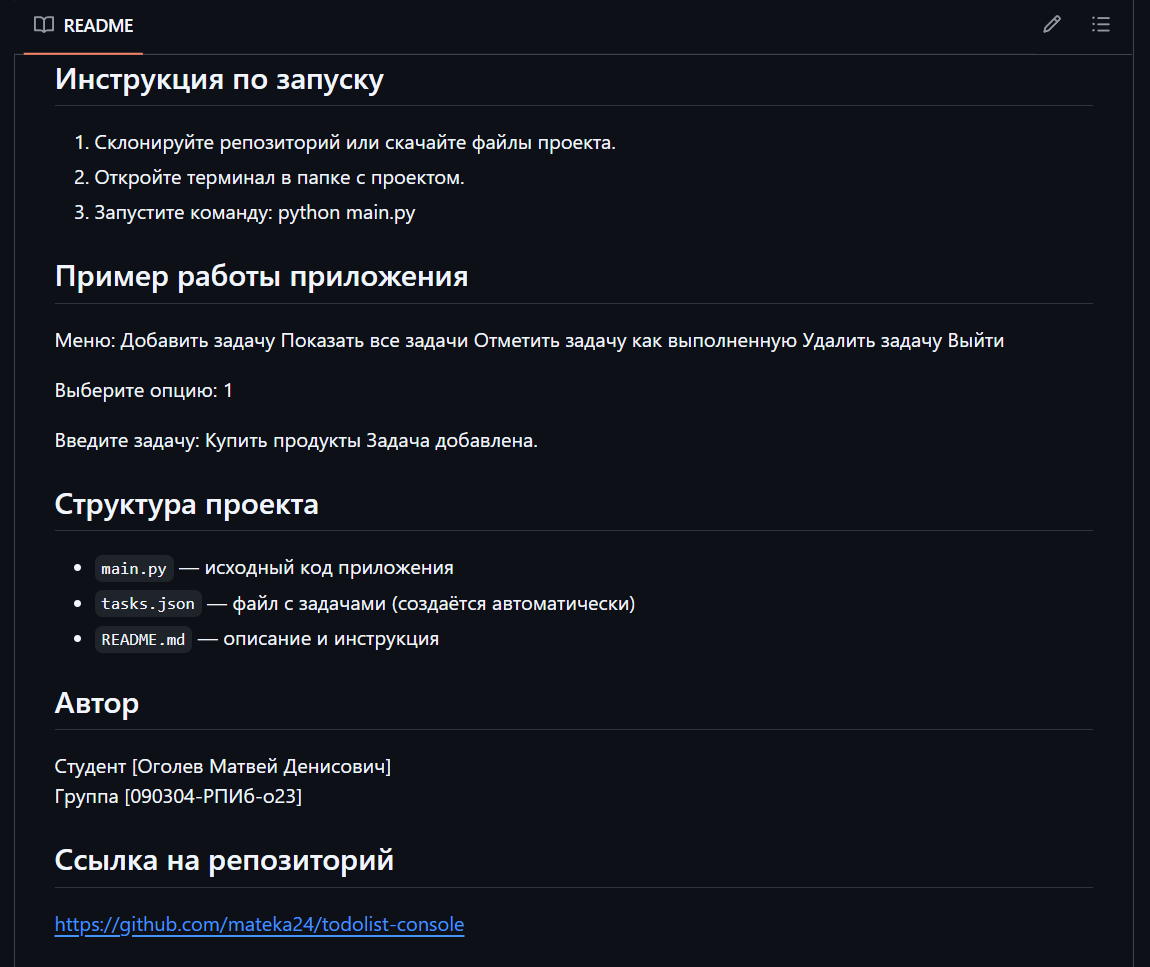 README
Инструкция по запуску
1. Склонируйте репозиторий или скачайте файлы проекта.
2. Откройте терминал в папке с проектом.
3. Запустите команду: python main.py
Пример работы приложения
Меню: Добавить задачу Показать все задачи Отметить задачу как выполненную Удалить задачу Выйти
Выберите опцию: 1
Введите задачу: Купить продукты Задача добавлена.
Структура проекта
• main.py — исходный код приложения
• tasks.json — файл с задачами (создаётся автоматически)
• README.md — описание и инструкция
Автор
Студент [Оголев Матвей Денисович]
Группа [090304-РПИб-о23]
Ссылка на репозиторий
https://github.com/mateka24/todolist-console